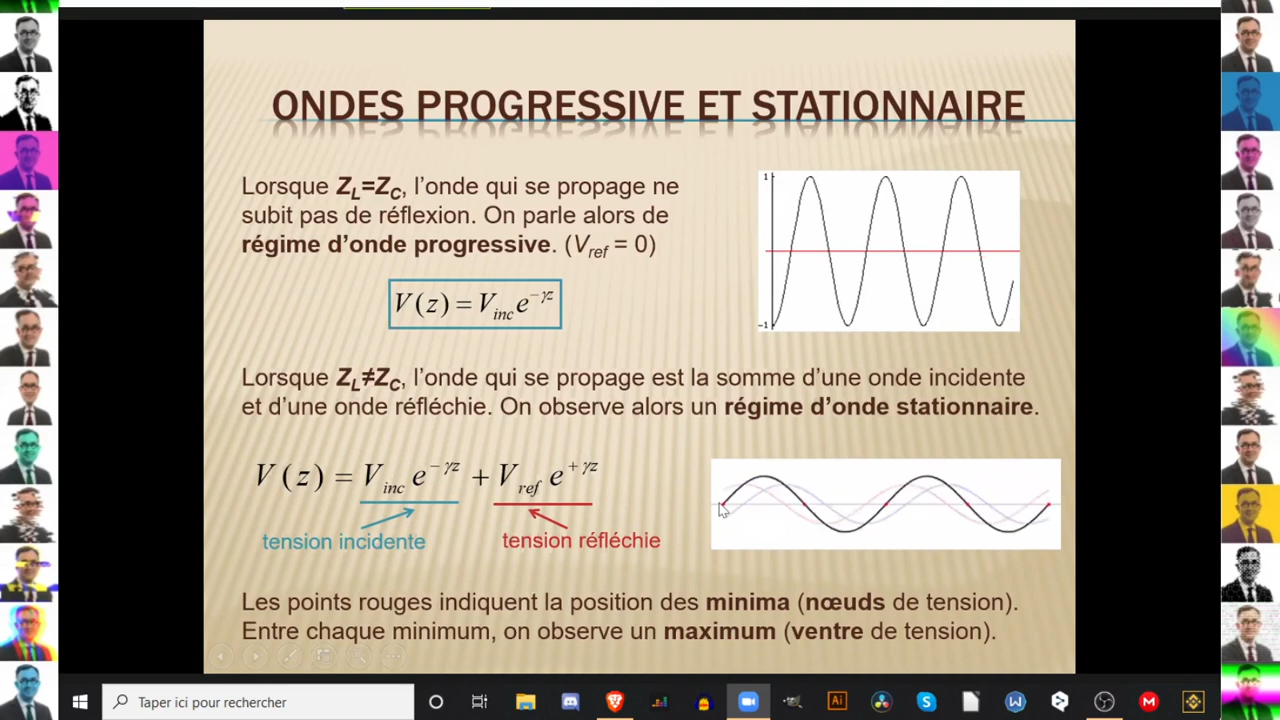 ONDES PROGRESSIVE ET STATIONNAIRE
Lorsque Z_L=Z_C, l'onde qui se propage ne
subit pas de réflexion. On parle alors de
régime d'onde progressive. (V_ref = 0)
V(z) = V_inc e^{-γz}
1
-1
Lorsque Z_L≠Z_C, l'onde qui se propage est la somme d'une onde incidente
et d'une onde réfléchie. On observe alors un régime d'onde stationnaire.
V(z) = V_inc e^{-γz} + V_ref e^{+γz}
tension incidente
tension réfléchie
Les points rouges indiquent la position des minima (nœuds de tension).
Entre chaque minimum, on observe un maximum (ventre de tension).
Taper ici pour rechercher